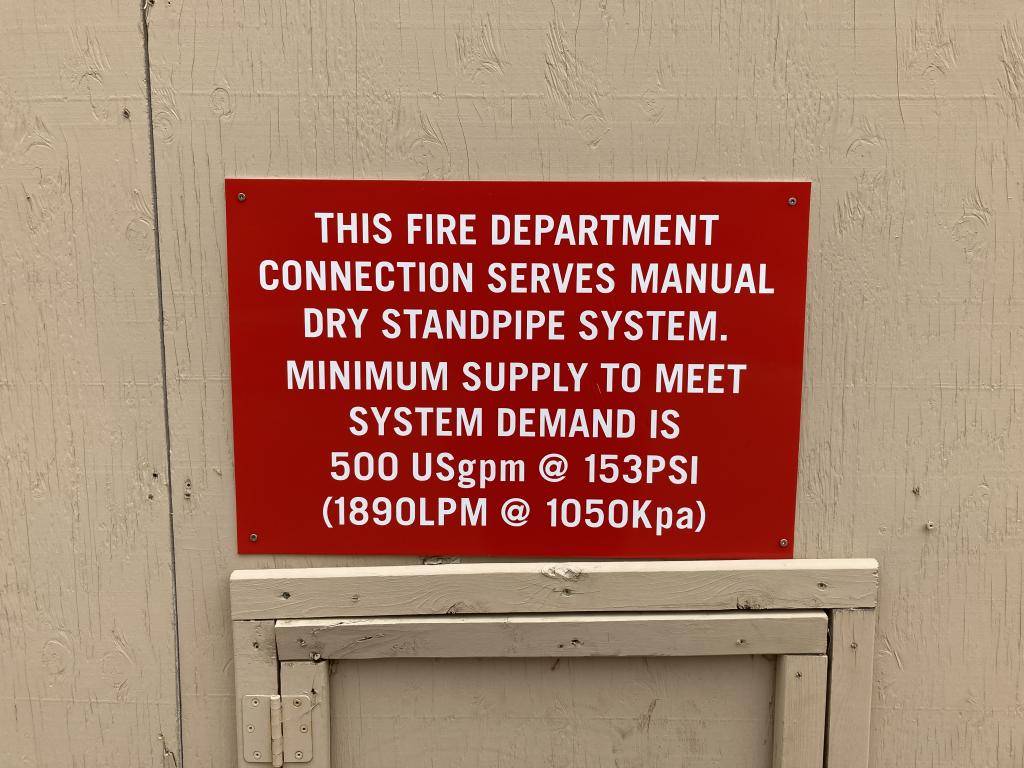 THIS FIRE DEPARTMENT
CONNECTION SERVES MANUAL
DRY STANDPIPE SYSTEM.
MINIMUM SUPPLY TO MEET
SYSTEM DEMAND IS
500 USgpm @ 153PSI
(1890LPM @ 1050Kpa)